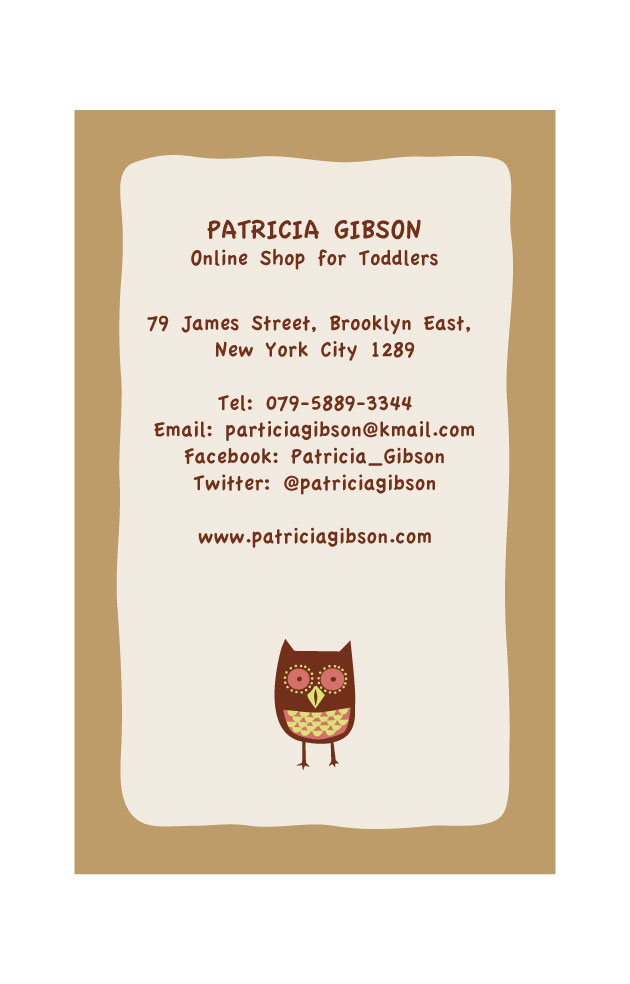 PATRICIA GIBSON
Online Shop for Toddlers
79 James Street, Brooklyn East,
New York City 1289
Tel: 079-5889-3344
Email: particiagibson@kmail.com
Facebook: Patricia_Gibson
Twitter: @patriciagibson
www.patriciagibson.com